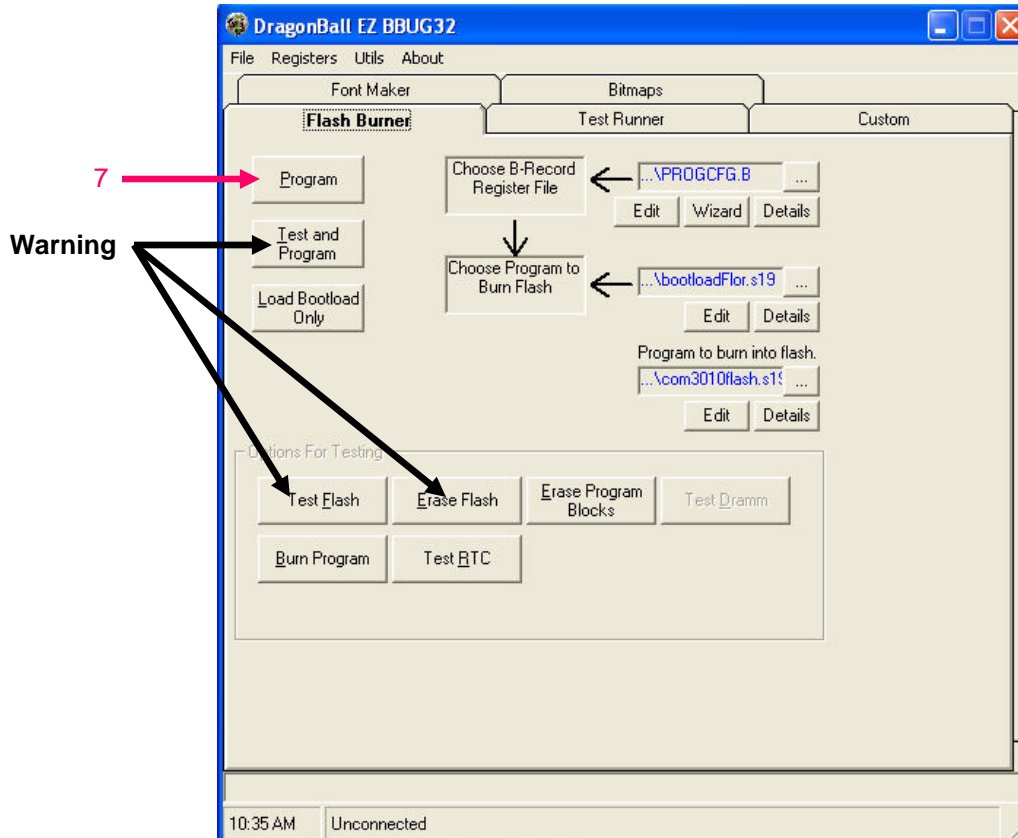 DragonBall EZ BBUG32
File Registers Utils About
Font Maker Bitmaps
Flash Burner Test Runner Custom
7
Program
Choose B-Record
Register File
...\PROGCFG.B ...
Edit Wizard Details
Warning
Test and
Program
Choose Program to
Burn Flash
...\bootloadFlor.s19 ...
Edit Details
Load Bootload
Only
Program to burn into flash.
...\com3010flash.s19 ...
Edit Details
Options For Testing
Test Flash Erase Flash
Erase Program
Blocks
Test Dramm
Burn Program Test RTC
10:35 AM Unconnected